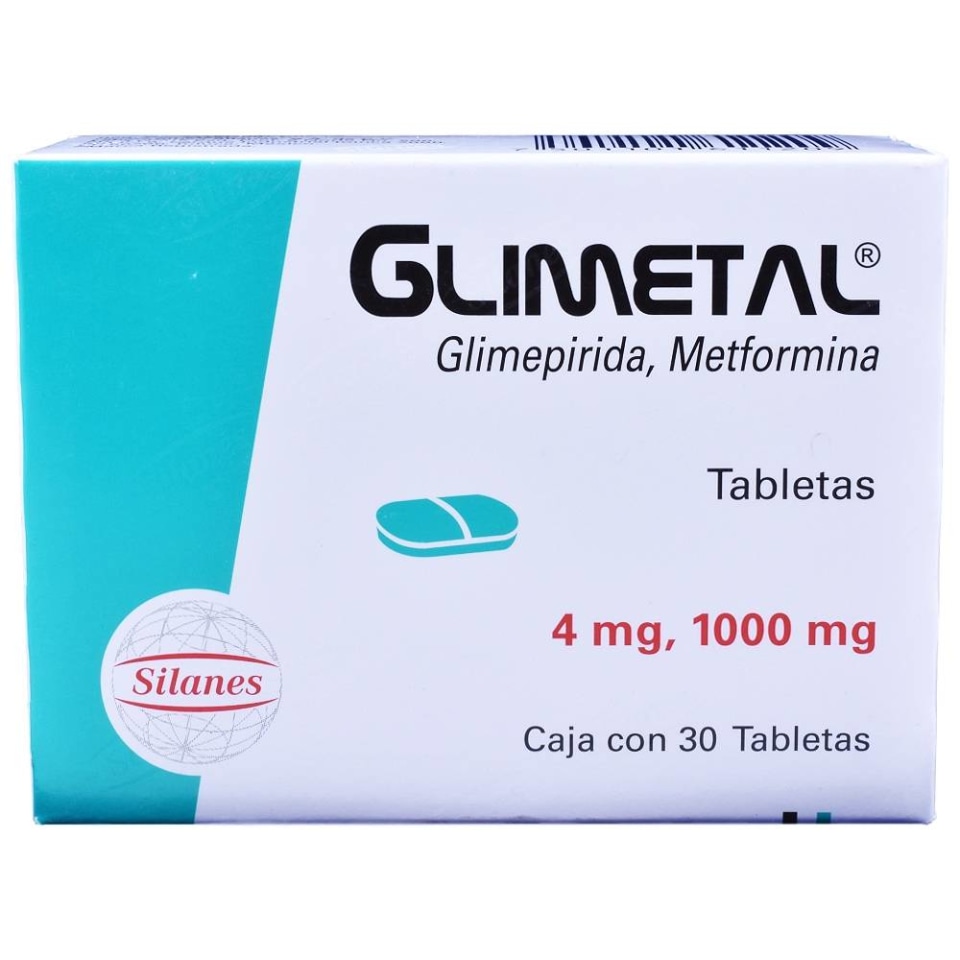 GLIMETAL®
Glimepirida, Metformina
Tabletas
4 mg, 1000 mg
Silanes
Caja con 30 Tabletas